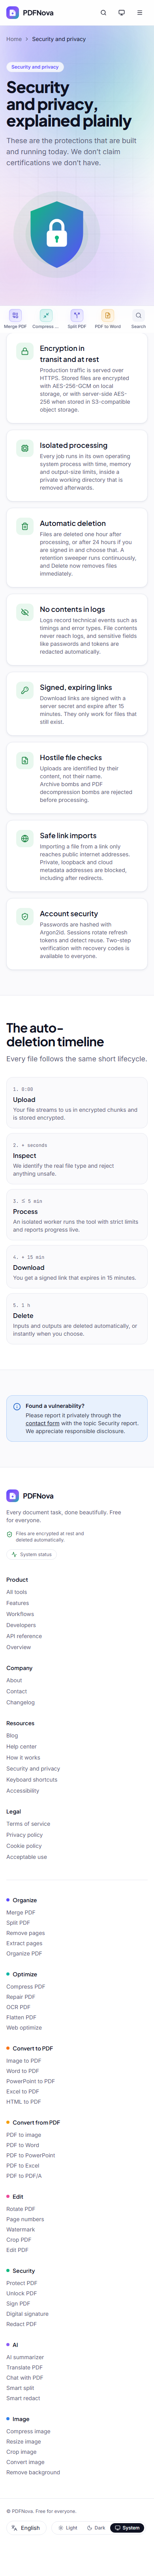 PDFNova
Home > Security and privacy
Security and privacy
Security
and privacy,
explained plainly
These are the protections that are built
and running today. We don't claim
certifications we don't have.
Merge PDF
Compress ...
Split PDF
PDF to Word
Search
Encryption in
transit and at rest
Production traffic is served over
HTTPS. Stored files are encrypted
with AES-256-GCM on local
storage, or with server-side AES-
256 when stored in S3-compatible
object storage.
Isolated processing
Every job runs in its own operating
system process with time, memory
and output-size limits, inside a
private working directory that is
removed afterwards.
Automatic deletion
Files are deleted one hour after
processing, or after 24 hours if you
are signed in and choose that. A
retention sweeper runs continuously,
and Delete now removes files
immediately.
No contents in logs
Logs record technical events such as
timings and error types. File contents
never reach logs, and sensitive fields
like passwords and tokens are
redacted automatically.
Signed, expiring links
Download links are signed with a
server secret and expire after 15
minutes. They only work for files that
still exist.
Hostile file checks
Uploads are identified by their
content, not their name.
Archive bombs and PDF
decompression bombs are rejected
before processing.
Safe link imports
Importing a file from a link only
reaches public internet addresses.
Private, loopback and cloud
metadata addresses are blocked,
including after redirects.
Account security
Passwords are hashed with
Argon2id. Sessions rotate refresh
tokens and detect reuse. Two-step
verification with recovery codes is
available to everyone.
The auto-
deletion timeline
Every file follows the same short lifecycle.
1. 0:00
Upload
Your file streams to us in encrypted chunks and
is stored encrypted.
2. + seconds
Inspect
We identify the real file type and reject
anything unsafe.
3. ≤ 5 min
Process
An isolated worker runs the tool with strict limits
and reports progress live.
4. + 15 min
Download
You get a signed link that expires in 15 minutes.
5. 1 h
Delete
Inputs and outputs are deleted automatically, or
instantly when you choose.
Found a vulnerability?
Please report it privately through the
contact form with the topic Security report.
We appreciate responsible disclosure.
PDFNova
Every document task, done beautifully. Free
for everyone.
Files are encrypted at rest and
deleted automatically.
System status
Product
All tools
Features
Workflows
Developers
API reference
Overview
Company
About
Contact
Changelog
Resources
Blog
Help center
How it works
Security and privacy
Keyboard shortcuts
Accessibility
Legal
Terms of service
Privacy policy
Cookie policy
Acceptable use
Organize
Merge PDF
Split PDF
Remove pages
Extract pages
Organize PDF
Optimize
Compress PDF
Repair PDF
OCR PDF
Flatten PDF
Web optimize
Convert to PDF
Image to PDF
Word to PDF
PowerPoint to PDF
Excel to PDF
HTML to PDF
Convert from PDF
PDF to image
PDF to Word
PDF to PowerPoint
PDF to Excel
PDF to PDF/A
Edit
Rotate PDF
Page numbers
Watermark
Crop PDF
Edit PDF
Security
Protect PDF
Unlock PDF
Sign PDF
Digital signature
Redact PDF
AI
AI summarizer
Translate PDF
Chat with PDF
Smart split
Smart redact
Image
Compress image
Resize image
Crop image
Convert image
Remove background
© PDFNova. Free for everyone.
English
Light
Dark
System